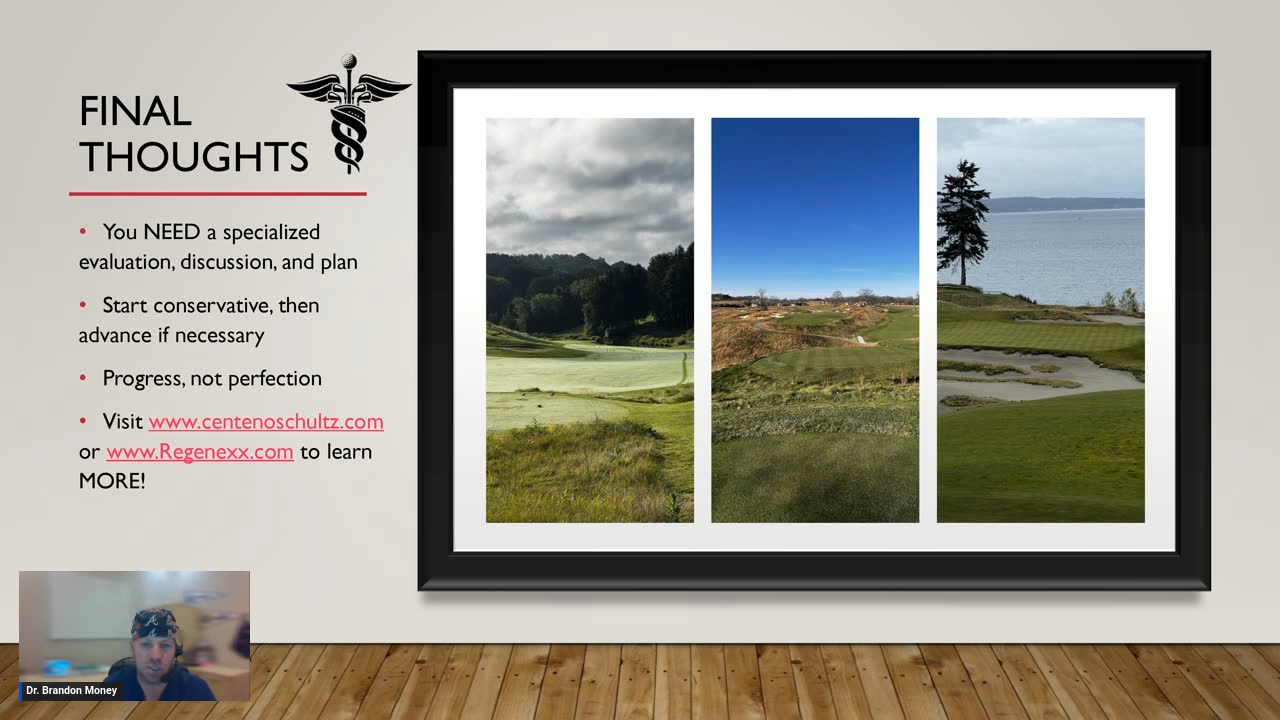 FINAL
THOUGHTS
• You NEED a specialized
evaluation, discussion, and plan
• Start conservative, then
advance if necessary
• Progress, not perfection
• Visit www.centenoschultz.com
or www.Regenexx.com to learn
MORE!
Dr. Brandon Money